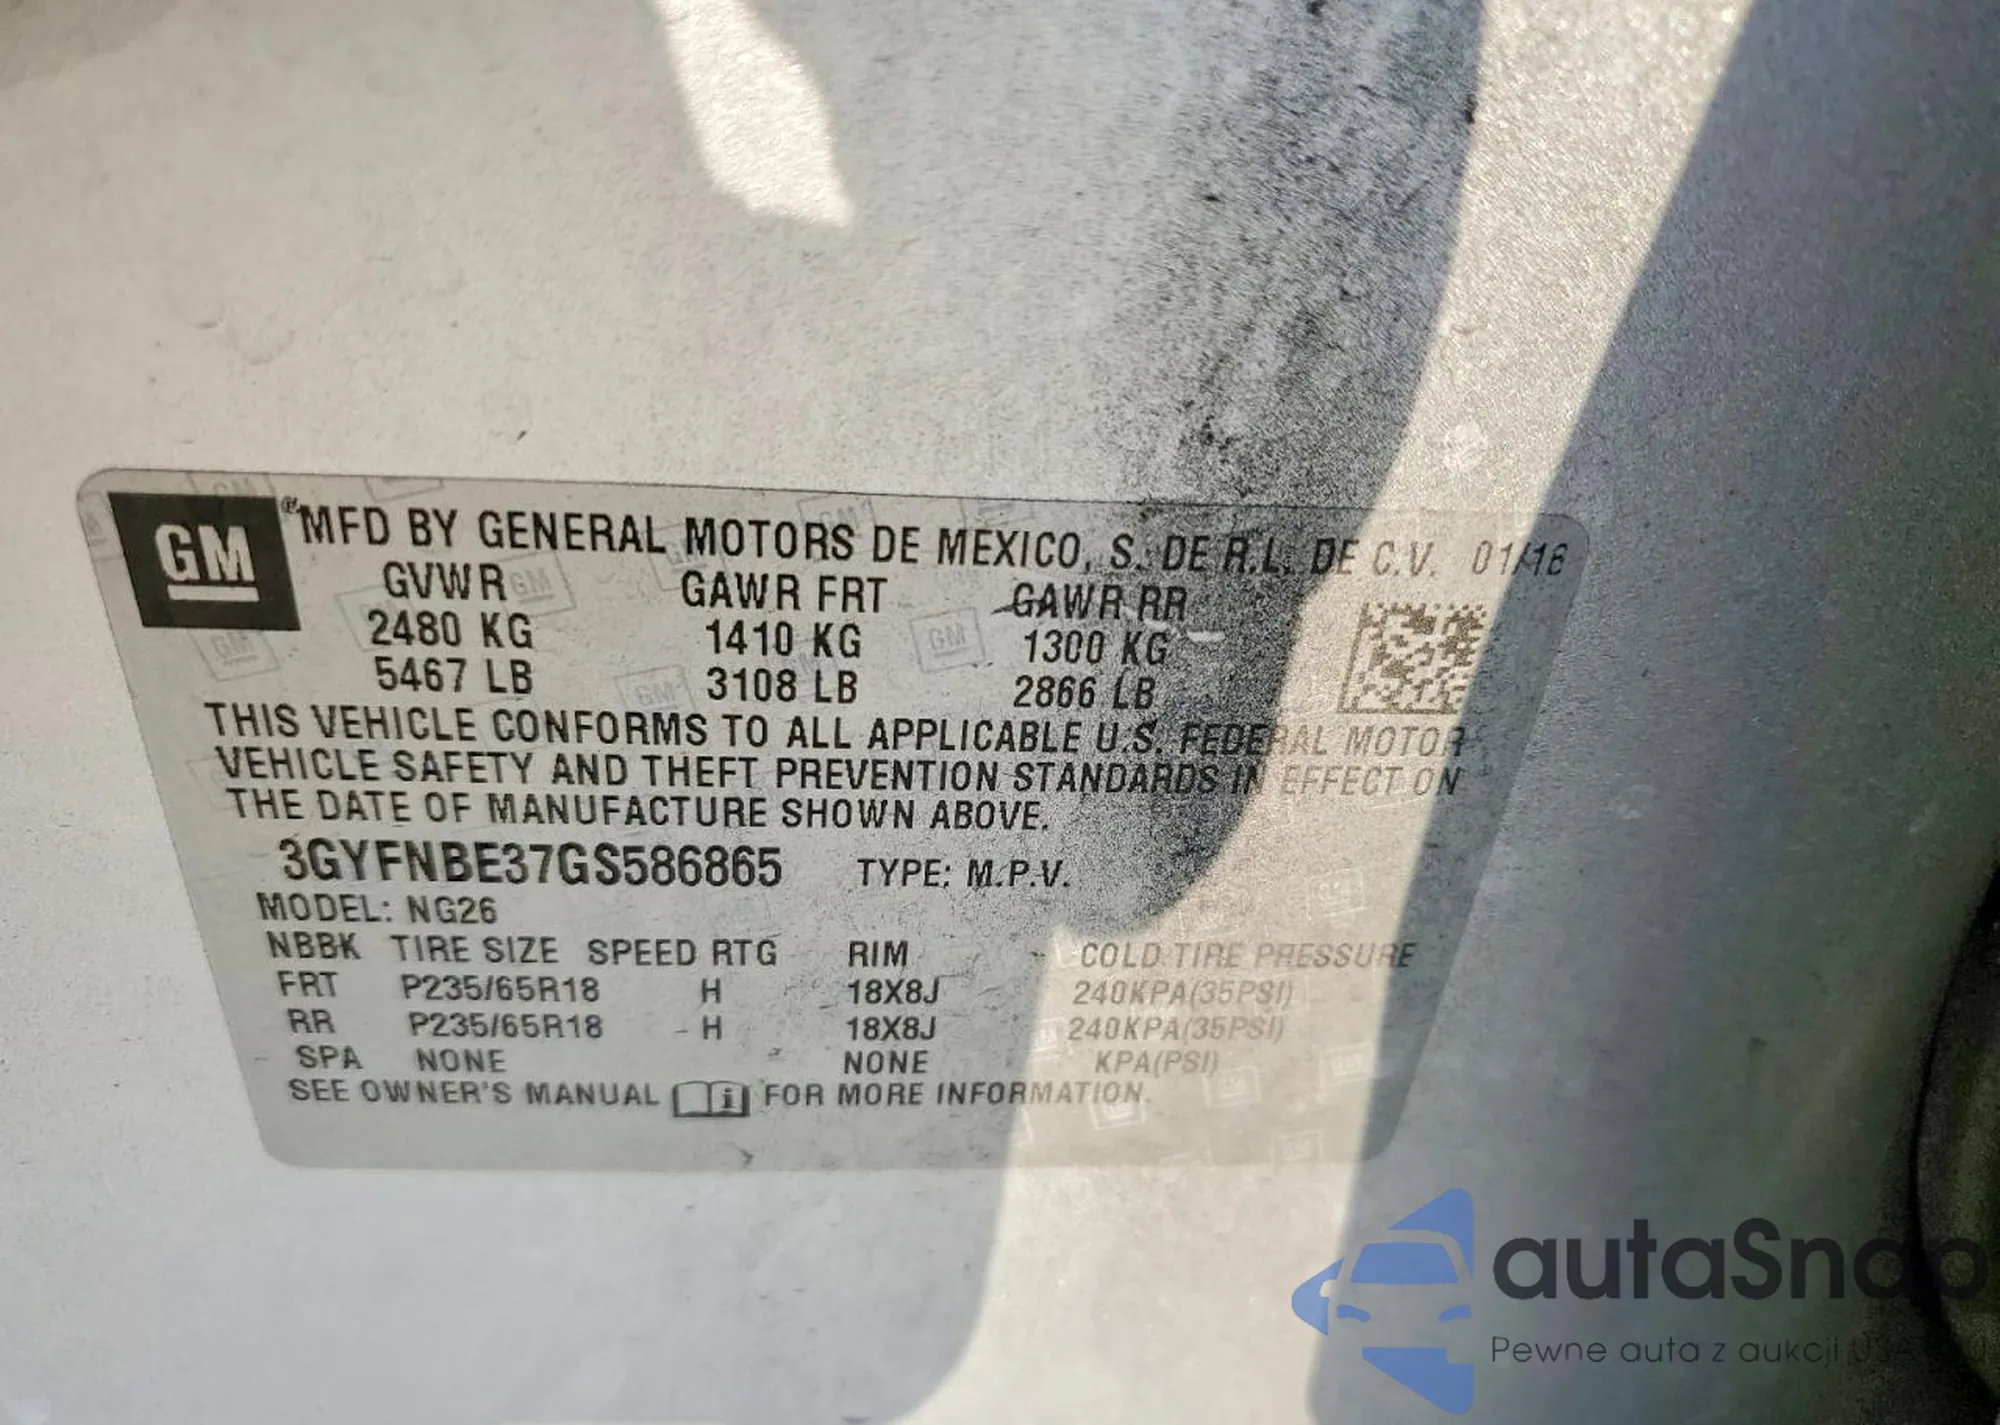 GM
MFD BY GENERAL MOTORS DE MEXICO, S. DE R.L. DE C.V. 01/16
GVWR GAWR FRT GAWR RR
2480 KG 1410 KG 1300 KG
5467 LB 3108 LB 2866 LB
THIS VEHICLE CONFORMS TO ALL APPLICABLE U.S. FEDERAL MOTOR
VEHICLE SAFETY AND THEFT PREVENTION STANDARDS IN EFFECT ON
THE DATE OF MANUFACTURE SHOWN ABOVE.
3GYFNBE37GS586865 TYPE: M.P.V.
MODEL: NG26
NBBK TIRE SIZE SPEED RTG RIM COLD TIRE PRESSURE
FRT P235/65R18 H 18X8J 240KPA(35PSI)
RR P235/65R18 H 18X8J 240KPA(35PSI)
SPA NONE NONE KPA(PSI)
SEE OWNER'S MANUAL i FOR MORE INFORMATION.
autaSnap
Pewne auta z aukcji USA